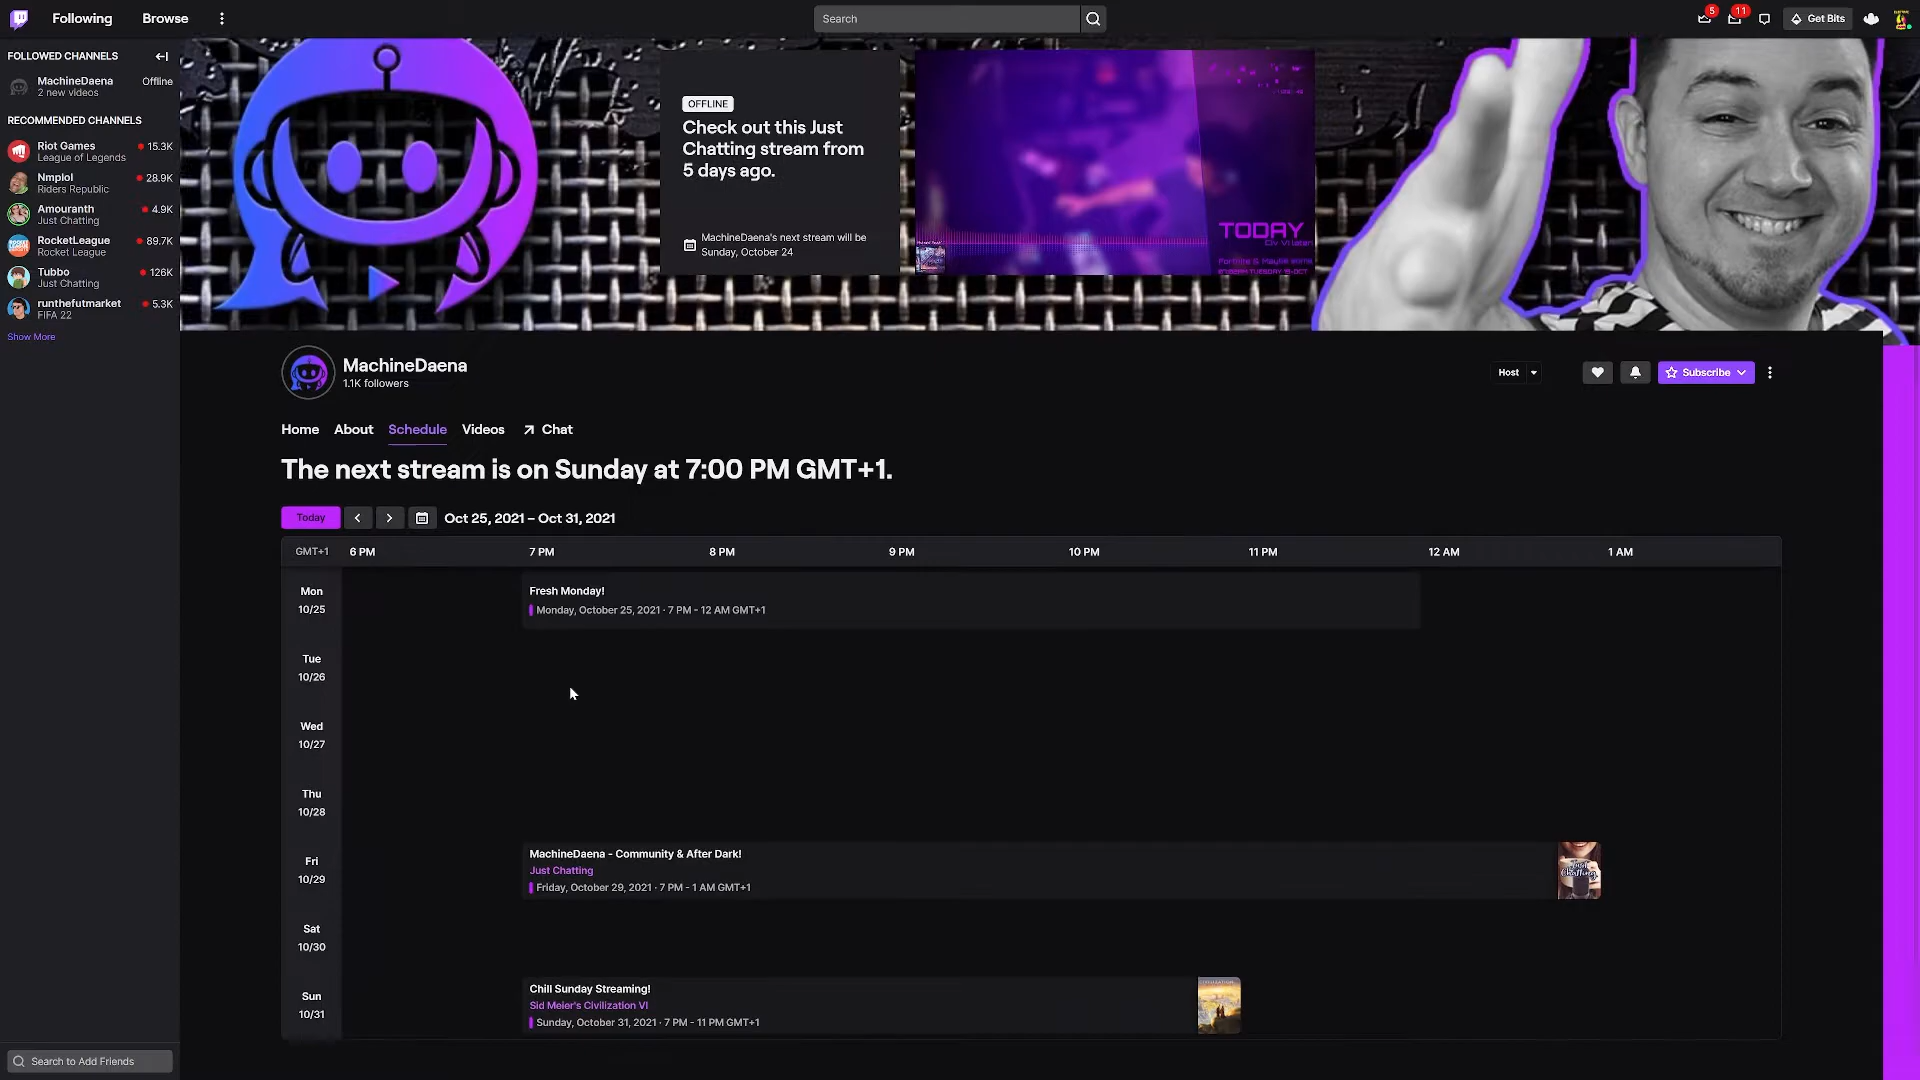 Following
Browse
Search
5
11
Get Bits
FOLLOWED CHANNELS
MachineDaena
Offline
2 new videos
RECOMMENDED CHANNELS
Riot Games
15.3K
League of Legends
Nmplol
28.9K
Riders Republic
Amouranth
4.9K
Just Chatting
RocketLeague
89.7K
Rocket League
Tubbo
126K
Just Chatting
runthefutmarket
5.3K
FIFA 22
Show More
Search to Add Friends
OFFLINE
Check out this Just
Chatting stream from
5 days ago.
MachineDaena's next stream will be
Sunday, October 24
TODAY
MachineDaena
1.1K followers
Host
Subscribe
Home
About
Schedule
Videos
Chat
The next stream is on Sunday at 7:00 PM GMT+1.
Today
Oct 25, 2021 – Oct 31, 2021
GMT+1
6 PM
7 PM
8 PM
9 PM
10 PM
11 PM
12 AM
1 AM
Mon
10/25
Fresh Monday!
Monday, October 25, 2021 · 7 PM - 12 AM GMT+1
Tue
10/26
Wed
10/27
Thu
10/28
Fri
10/29
MachineDaena - Community & After Dark!
Just Chatting
Friday, October 29, 2021 · 7 PM - 1 AM GMT+1
Just
Chatting
Sat
10/30
Sun
10/31
Chill Sunday Streaming!
Sid Meier's Civilization VI
Sunday, October 31, 2021 · 7 PM - 11 PM GMT+1